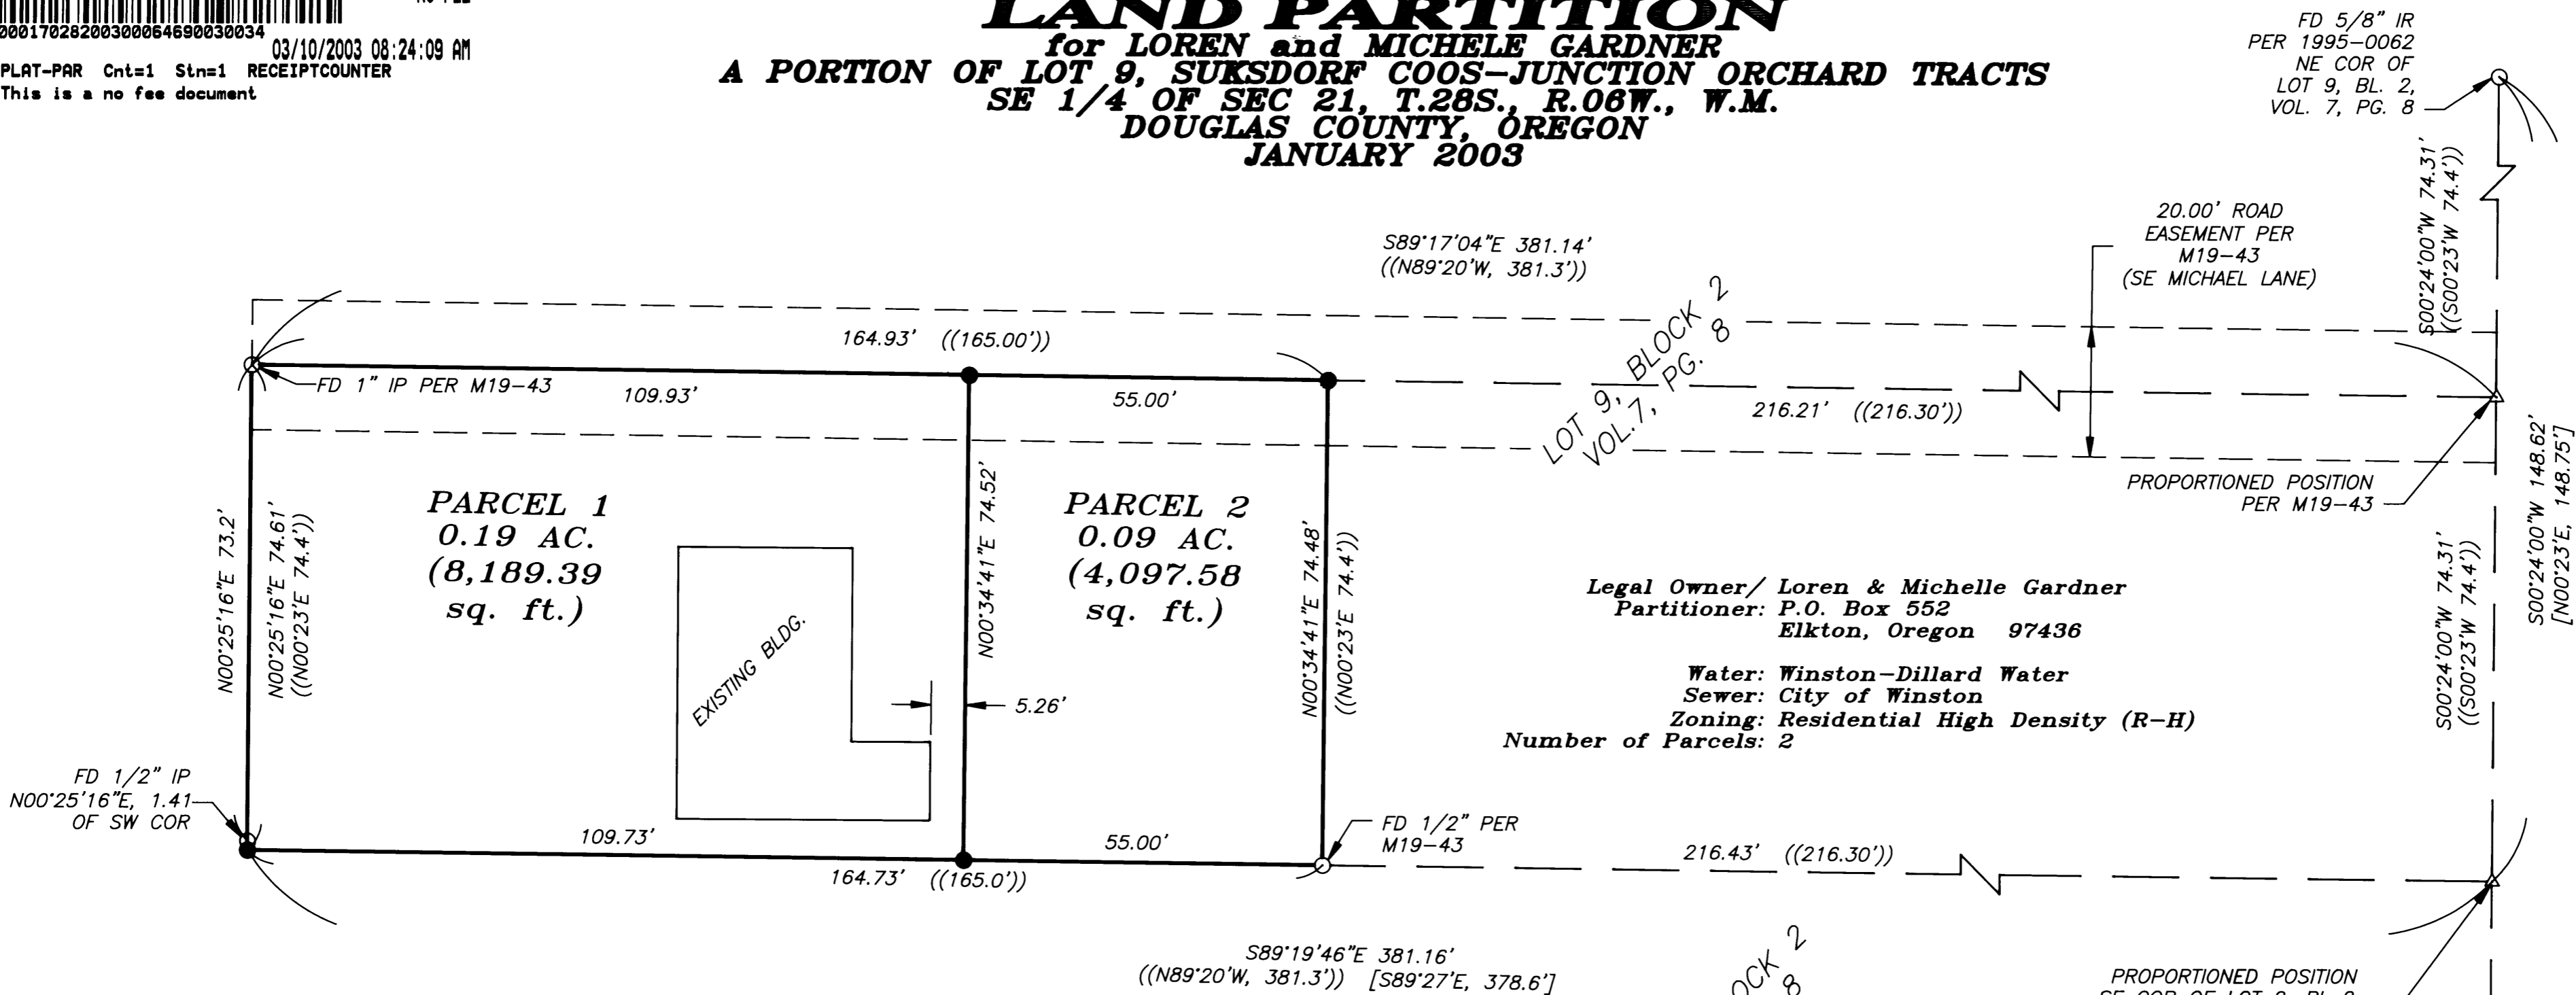 00017028200300064690030034
03/10/2003 08:24:09 AM
PLAT-PAR Cnt=1 Stn=1 RECEIPTCOUNTER
This is a no fee document
LAND PARTITION
for LOREN and MICHELE GARDNER
A PORTION OF LOT 9, SUKSDORF COOS-JUNCTION ORCHARD TRACTS
SE 1/4 OF SEC 21, T.28S., R.06W., W.M.
DOUGLAS COUNTY, OREGON
JANUARY 2003
FD 5/8" IR
PER 1995-0062
NE COR OF
LOT 9, BL. 2,
VOL. 7, PG. 8
S00°24'00"W 74.31'
((S00°23'W 74.4'))
20.00' ROAD
EASEMENT PER
M19-43
(SE MICHAEL LANE)
S89°17'04"E 381.14'
((N89°20'W, 381.3'))
164.93' ((165.00'))
FD 1" IP PER M19-43
109.93'
55.00'
LOT 9, BLOCK 2
VOL.7, PG. 8
216.21' ((216.30'))
PROPORTIONED POSITION
PER M19-43
S00°24'00"W 148.62'
[N00°23'E, 148.75']
N00°25'16"E 73.2'
N00°25'16"E 74.61'
((N00°23'E 74.4'))
PARCEL 1
0.19 AC.
(8,189.39
sq. ft.)
EXISTING BLDG.
N00°34'41"E 74.52'
5.26'
PARCEL 2
0.09 AC.
(4,097.58
sq. ft.)
N00°34'41"E 74.48'
((N00°23'E 74.4'))
Legal Owner/ Loren & Michelle Gardner
Partitioner: P.O. Box 552
Elkton, Oregon 97436
Water: Winston-Dillard Water
Sewer: City of Winston
Zoning: Residential High Density (R-H)
Number of Parcels: 2
S00°24'00"W 74.31'
((S00°23'W 74.4'))
FD 1/2" IP
N00°25'16"E, 1.41
OF SW COR
109.73'
55.00'
164.73' ((165.0'))
FD 1/2" PER
M19-43
216.43' ((216.30'))
S89°19'46"E 381.16'
((N89°20'W, 381.3')) [S89°27'E, 378.6']
OCK 2
8
PROPORTIONED POSITION